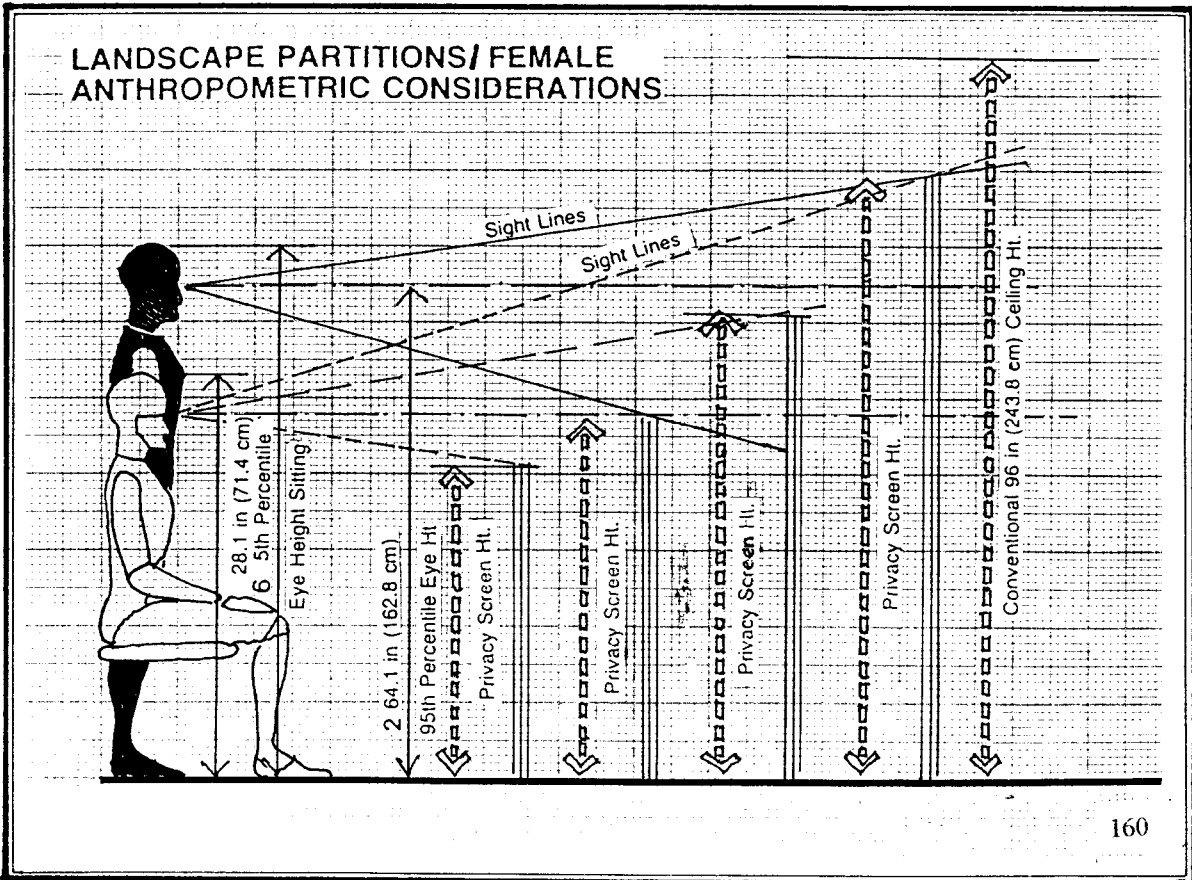 LANDSCAPE PARTITIONS/ FEMALE
ANTHROPOMETRIC CONSIDERATIONS
Sight Lines
Sight Lines
28.1 in (71.4 cm)
6 5th Percentile
Eye Height Sitting
2 64.1 in (162.8 cm)
95th Percentile Eye Ht
Privacy Screen Ht.
Privacy Screen Ht.
Privacy Screen Ht.
Privacy Screen Ht.
Conventional 96 in (243.8 cm) Ceiling Ht.
160